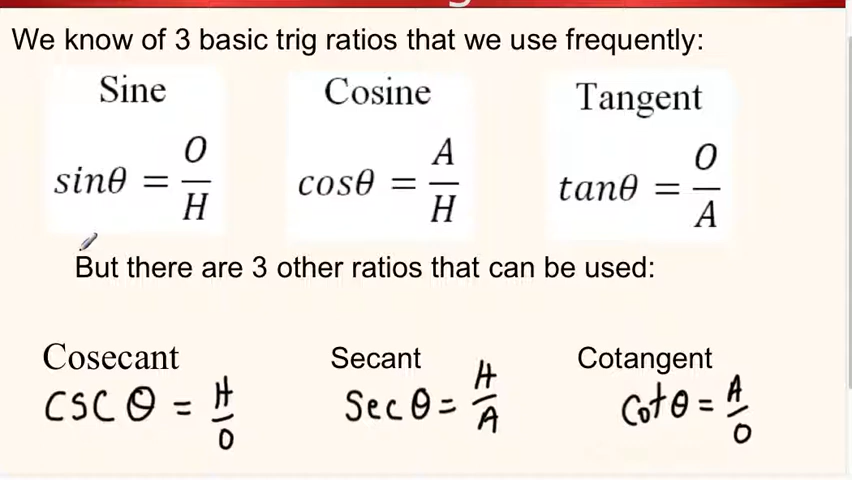 We know of 3 basic trig ratios that we use frequently:
Sine Cosine Tangent
sinθ = O/H cosθ = A/H tanθ = O/A
But there are 3 other ratios that can be used:
Cosecant Secant Cotangent
csc θ = H/O sec θ = H/A cot θ = A/O